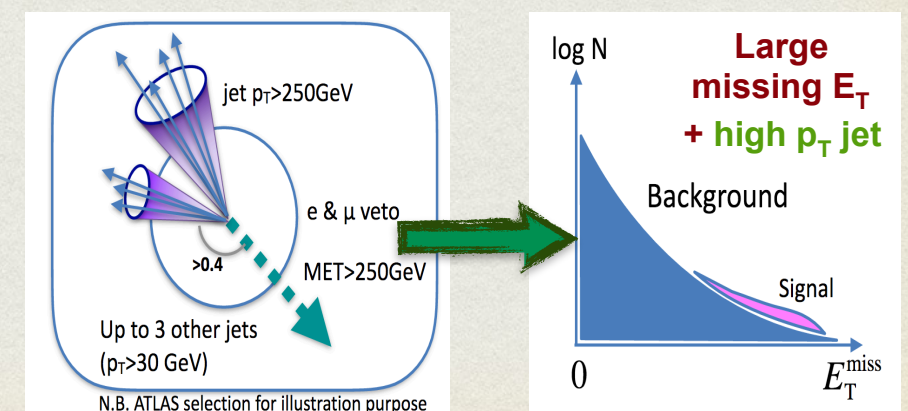 jet pT>250GeV
e & μ veto
>0.4
MET>250GeV
Up to 3 other jets
(pT>30 GeV)
N.B. ATLAS selection for illustration purpose
log N
Large
missing ET
+ high pT jet
Background
Signal
0
ETmiss